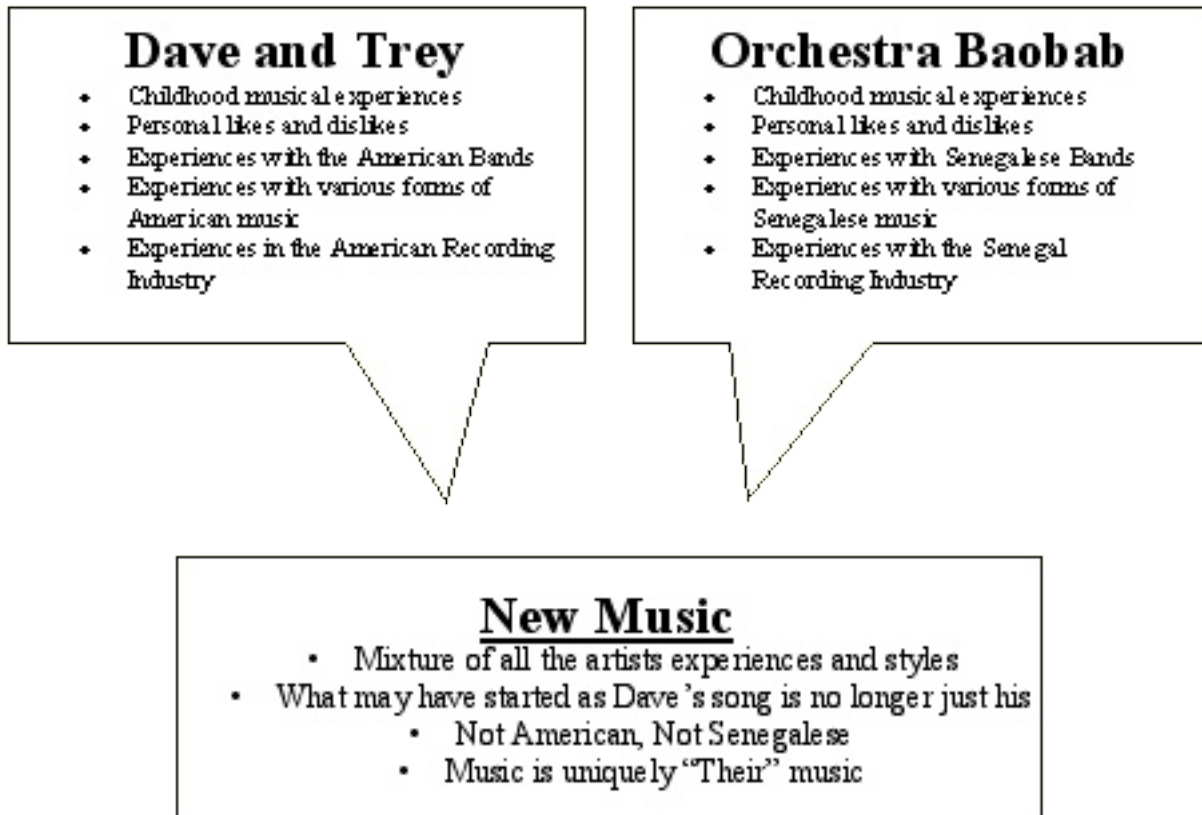 Dave and Trey
• Childhood musical experiences
• Personal likes and dislikes
• Experiences with the American Bands
• Experiences with various forms of
American music
• Experiences in the American Recording
Industry
Orchestra Baobab
• Childhood musical experiences
• Personal likes and dislikes
• Experiences with Senegalese Bands
• Experiences with various forms of
Senegalese music
• Experiences with the Senegal
Recording Industry
New Music
• Mixture of all the artists experiences and styles
• What may have started as Dave's song is no longer just his
• Not American, Not Senegalese
• Music is uniquely “Their” music